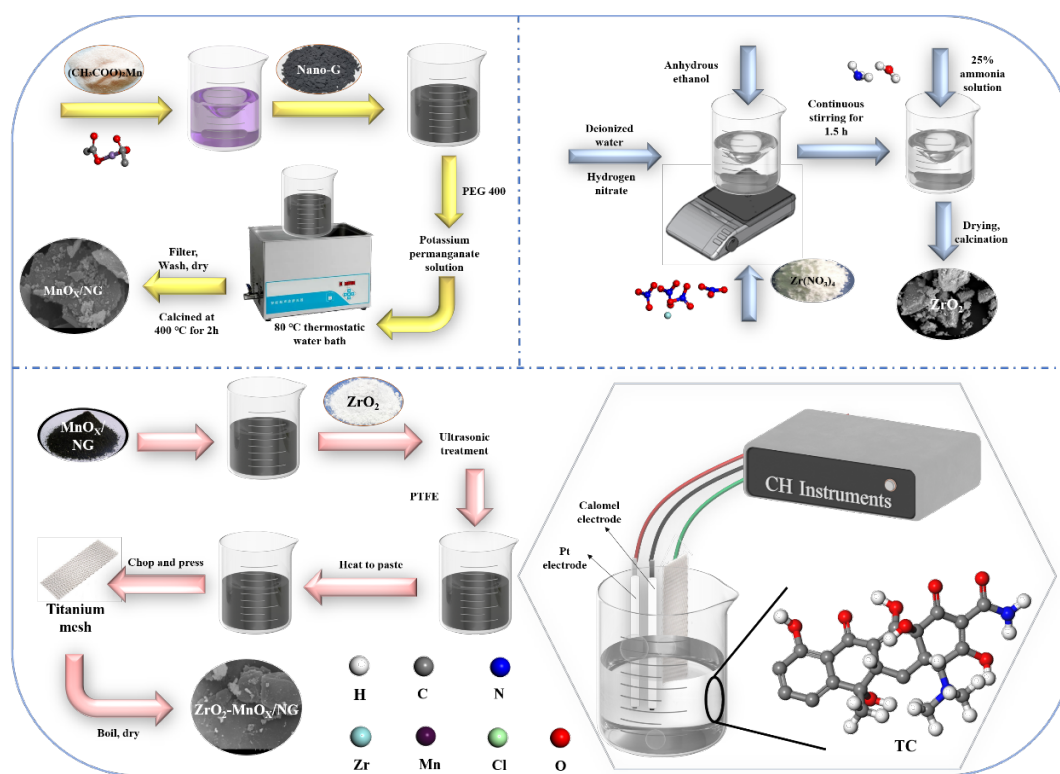 (CH₃COO)₂Mn
Nano-G
PEG 400
Potassium
permanganate
solution
80 ℃ thermostatic
water bath
Filter,
Wash, dry
Calcined at
400 ℃ for 2h
MnOX/NG
Anhydrous
ethanol
Deionized
water
Hydrogen
nitrate
Continuous
stirring for
1.5 h
25%
ammonia
solution
Zr(NO₃)₄
Drying,
calcination
ZrO₂
MnOX/
NG
ZrO₂
Ultrasonic
treatment
PTFE
Heat to paste
Chop and press
Titanium
mesh
Boil, dry
ZrO₂-MnOX/NG
H
C
N
Zr
Mn
Cl
O
CH Instruments
Calomel
electrode
Pt
electrode
TC